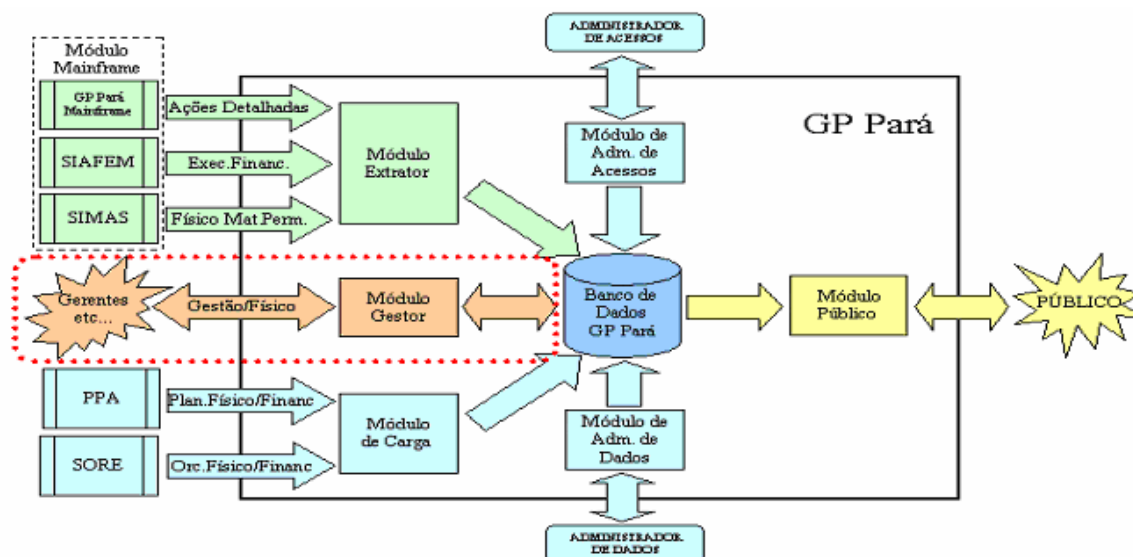 ADMINISTRADOR
DE ACESSOS
Módulo
Mainframe
GP Pará
Mainframe
Ações Detalhadas
GP Pará
Módulo
Extrator
Módulo de
Adm. de
Acessos
SIAFEM
Exec.Financ.
SIMAS
Físico Mat Perm.
Gerentes
etc...
Gestão/Físico
Módulo
Gestor
Banco de
Dados
GP Pará
Módulo
Público
PÚBLICO
PPA
Plan.Físico/Financ
Módulo
de Carga
Módulo de
Adm. de
Dados
SORE
Orc.Físico/Financ
ADMINISTRADOR
DE DADOS